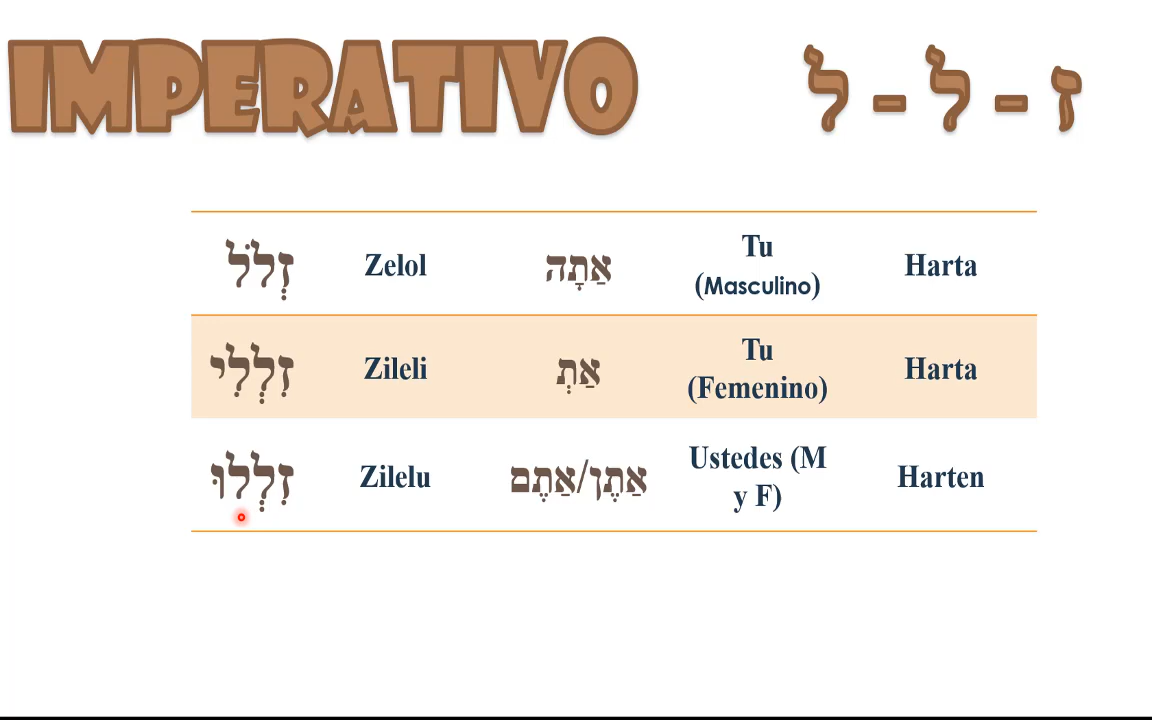 IMPERATIVO
ז - ל - ל
זְלֹל Zelol אַתָה Tu (Masculino) Harta
זִלְלִי Zileli אַתְ Tu (Femenino) Harta
זִלְלוּ Zilelu אַתֶן/אַתֶם Ustedes (M y F) Harten